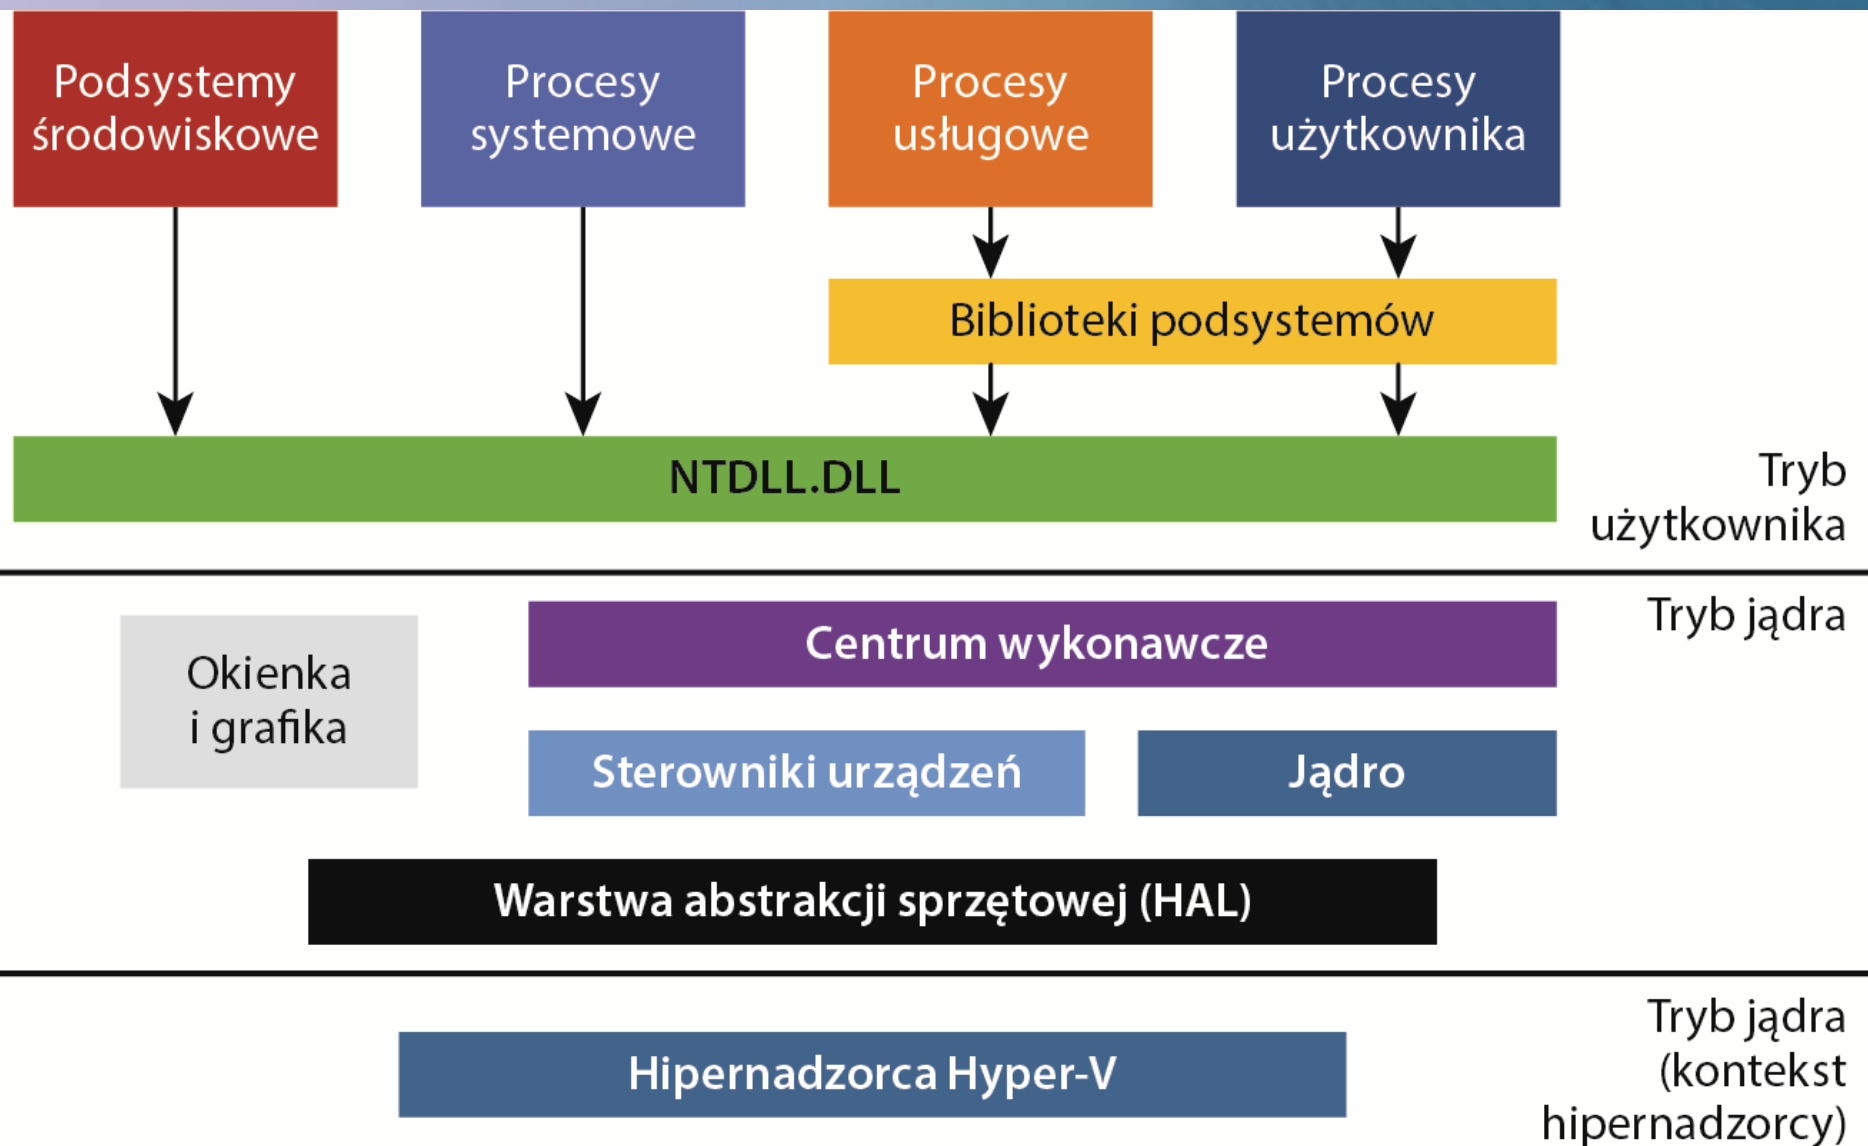 Podsystemy
środowiskowe
Procesy
systemowe
Procesy
usługowe
Procesy
użytkownika
Biblioteki podsystemów
NTDLL.DLL
Tryb
użytkownika
Tryb jądra
Okienka
i grafika
Centrum wykonawcze
Sterowniki urządzeń
Jądro
Warstwa abstrakcji sprzętowej (HAL)
Hipernadzorca Hyper-V
Tryb jądra
(kontekst
hipernadzorcy)